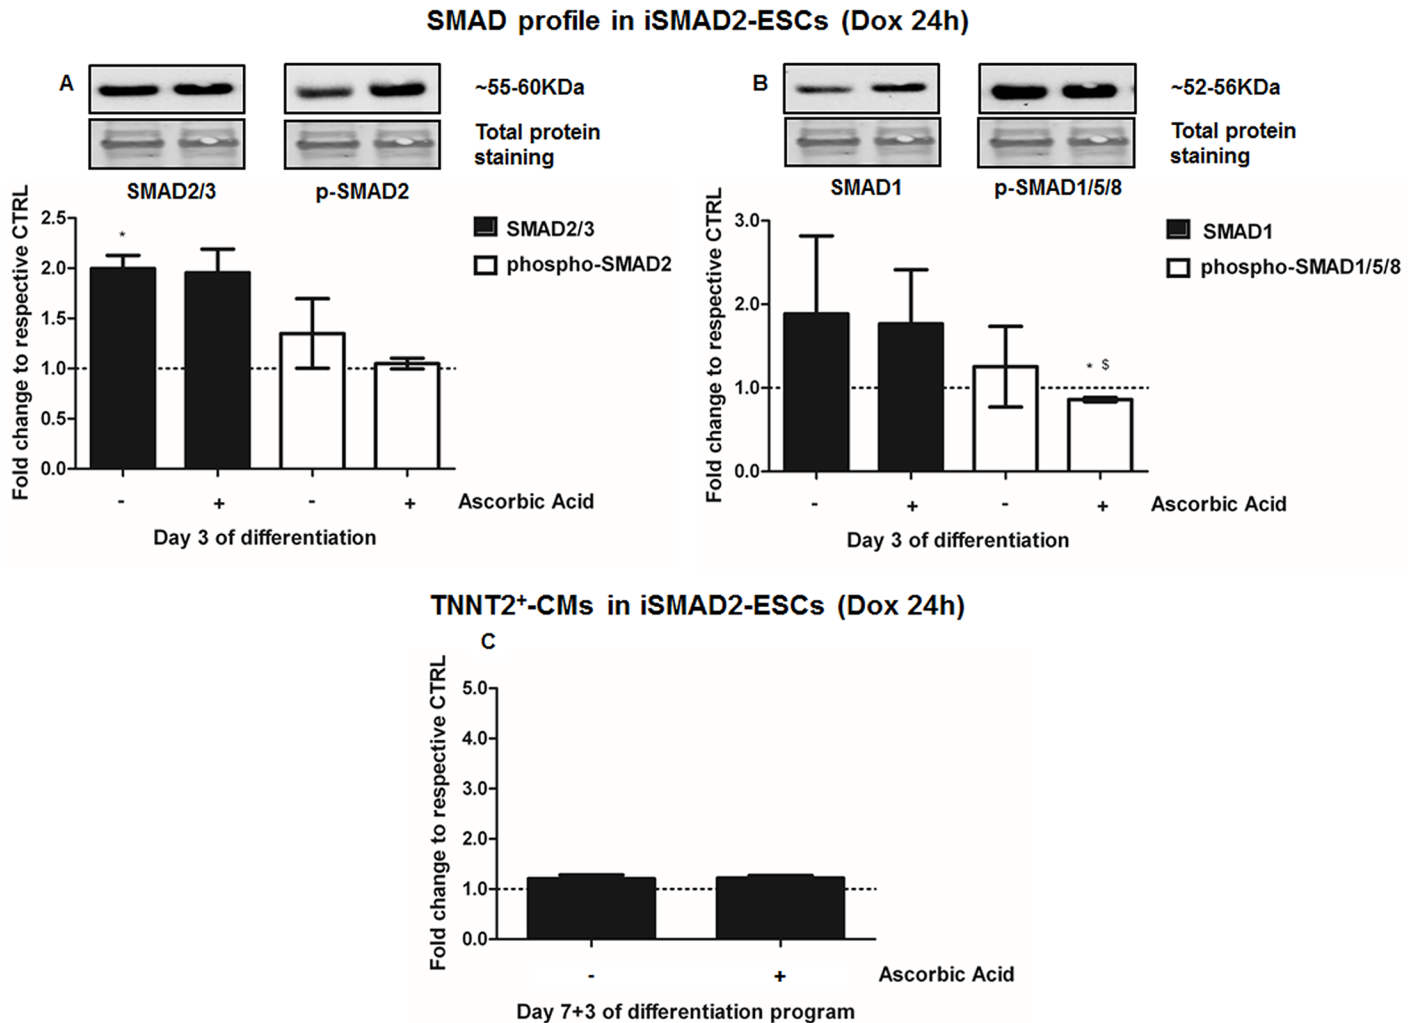 SMAD profile in iSMAD2-ESCs (Dox 24h)
A
~55-60KDa
Total protein
staining
SMAD2/3
p-SMAD2
Fold change to respective CTRL
2.5
2.0
1.5
1.0
0.5
0.0
*
SMAD2/3
phospho-SMAD2
- + - + Ascorbic Acid
Day 3 of differentiation
B
~52-56KDa
Total protein
staining
SMAD1
p-SMAD1/5/8
Fold change to respective CTRL
3.0
2.0
1.0
0.0
* $
SMAD1
phospho-SMAD1/5/8
- + - + Ascorbic Acid
Day 3 of differentiation
TNNT2⁺-CMs in iSMAD2-ESCs (Dox 24h)
C
Fold change to respective CTRL
5.0
4.0
3.0
2.0
1.0
0.0
- + Ascorbic Acid
Day 7+3 of differentiation program